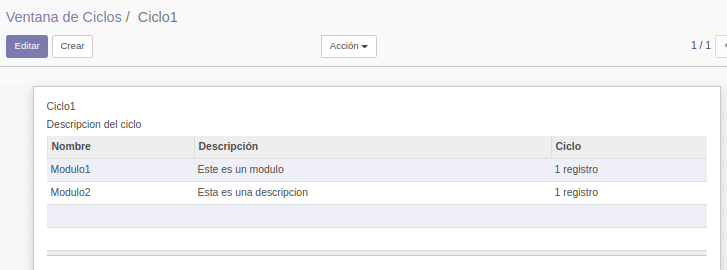 Ventana de Ciclos / Ciclo1
Editar Crear Acción 1 / 1
Ciclo1
Descripcion del ciclo
Nombre Descripción Ciclo
Modulo1 Este es un modulo 1 registro
Modulo2 Esta es una descripcion 1 registro